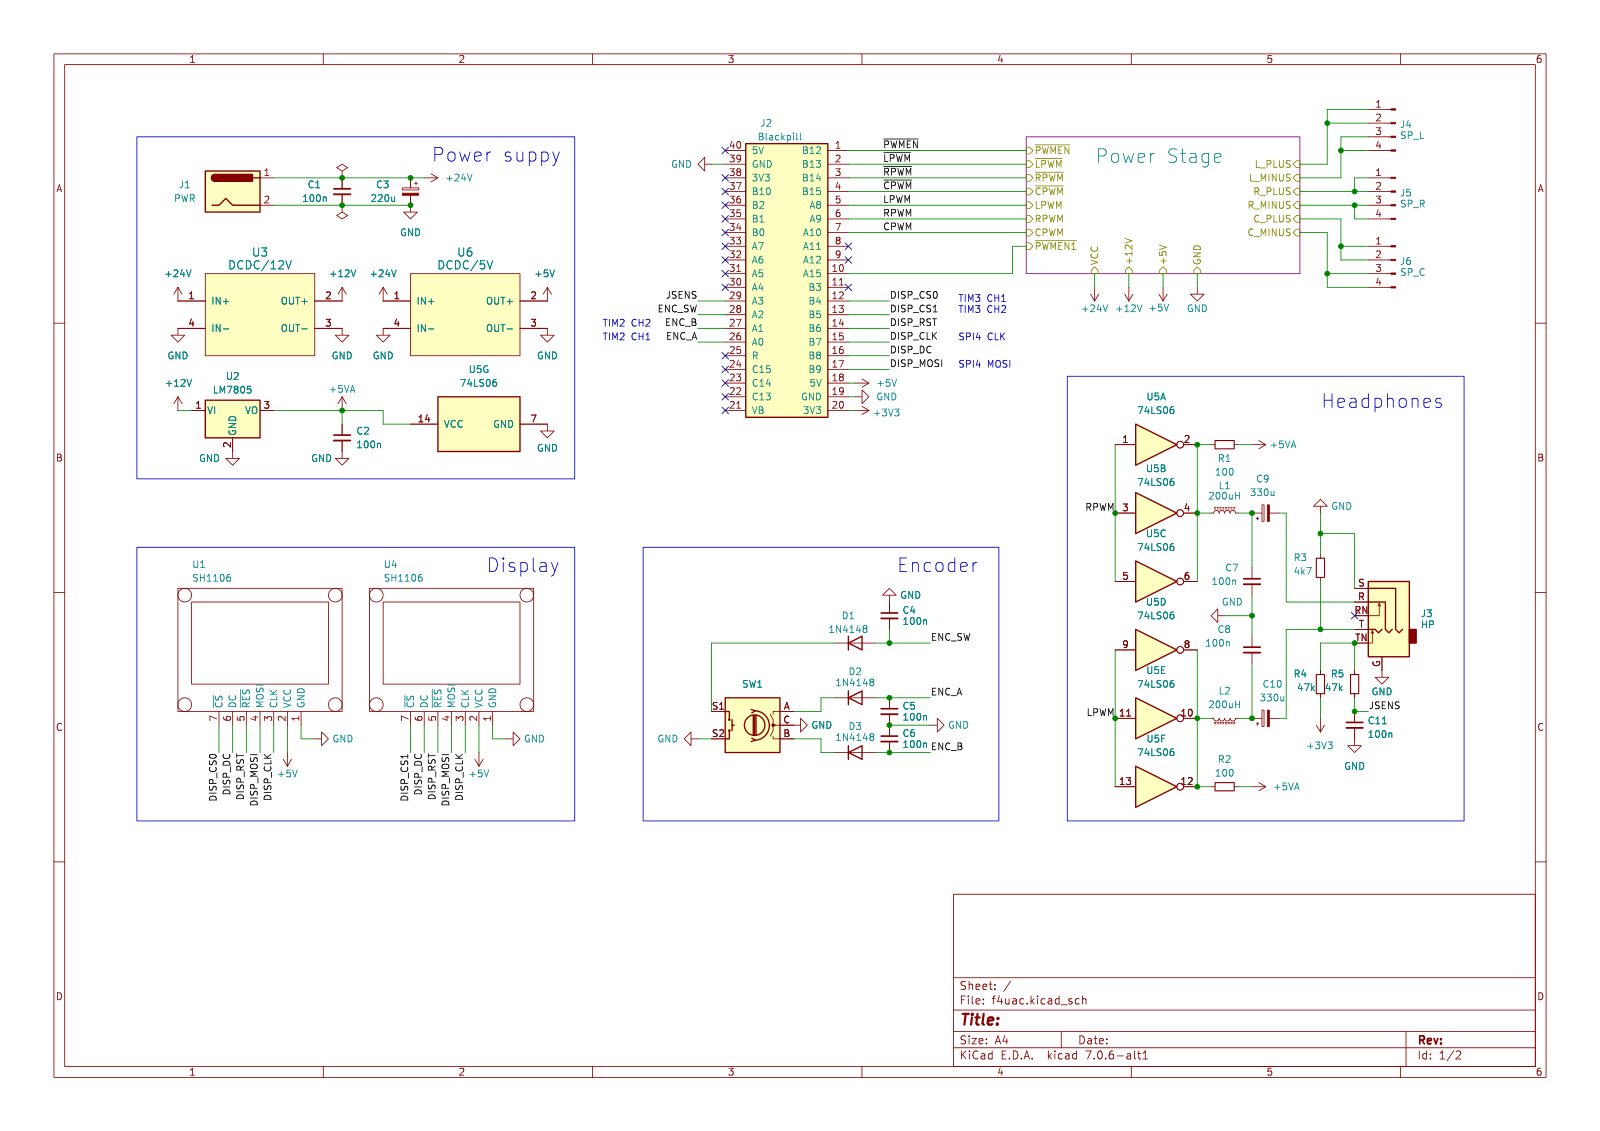 1 2 3 4 5 6
A
B
C
D
Power suppy
J1
PWR
1
2
C1
100n
C3
220u
+24V
GND
U3
DCDC/12V
+24V
+12V
1 IN+ OUT+ 2
4 IN- OUT- 3
GND
GND
U6
DCDC/5V
+24V
+5V
1 IN+ OUT+ 2
4 IN- OUT- 3
GND
GND
U2
LM7805
+12V
1 VI VO 3
GND
2
GND
+5VA
C2
100n
GND
U5G
74LS06
14 VCC GND 7
GND
J2
Blackpill
GND
40 5V B12 1 PWMEN
39 GND B13 2 LPWM
38 3V3 B14 3 RPWM
37 B10 B15 4 CPWM
36 B2 A8 5 LPWM
35 B1 A9 6 RPWM
34 B0 A10 7 CPWM
33 A7 A11 8
32 A6 A12 9
31 A5 A15 10
30 A4 B3 11
JSENS 29 A3 B4 12 DISP_CS0 TIM3 CH1
ENC_SW 28 A2 B5 13 DISP_CS1 TIM3 CH2
TIM2 CH2 ENC_B 27 A1 B6 14 DISP_RST
TIM2 CH1 ENC_A 26 A0 B7 15 DISP_CLK SPI4 CLK
25 R B8 16 DISP_DC
24 C15 B9 17 DISP_MOSI SPI4 MOSI
23 C14 5V 18 +5V
22 C13 GND 19 GND
21 VB 3V3 20 +3V3
Power Stage
PWMEN
LPWM
RPWM
CPWM
LPWM
RPWM
CPWM
PWMEN1
L_PLUS
L_MINUS
R_PLUS
R_MINUS
C_PLUS
C_MINUS
VCC +12V +5V GND
+24V +12V +5V GND
1
2
3
4
J4
SP_L
1
2
3
4
J5
SP_R
1
2
3
4
J6
SP_C
Display
U1
SH1106
CS DC RES MOSI CLK VCC GND
7 6 5 4 3 2 1
GND
+5V
DISP_CS0
DISP_DC
DISP_RST
DISP_MOSI
DISP_CLK
U4
SH1106
CS DC RES MOSI CLK VCC GND
7 6 5 4 3 2 1
GND
+5V
DISP_CS1
DISP_DC
DISP_RST
DISP_MOSI
DISP_CLK
Encoder
GND
C4
100n
D1
1N4148
ENC_SW
D2
1N4148
ENC_A
SW1
S1
S2
A
C
B
GND
GND
C5
100n
GND
D3
1N4148
C6
100n
ENC_B
Headphones
U5A
74LS06
1 2
R1
100
+5VA
U5B
74LS06
RPWM 3 4
L1
200uH
C9
330u
U5C
74LS06
5 6
C7
100n
GND
GND
R3
4k7
U5D
74LS06
9 8
C8
100n
S
R
RN
T
TN
G
J3
HP
GND
U5E
74LS06
LPWM 11 10
L2
200uH
C10
330u
R4
47k
R5
47k
JSENS
+3V3
C11
100n
GND
U5F
74LS06
13 12
R2
100
+5VA
Sheet: /
File: f4uac.kicad_sch
Title:
Size: A4 Date: Rev:
KiCad E.D.A. kicad 7.0.6-alt1 Id: 1/2
A
B
C
D
1 2 3 4 5 6